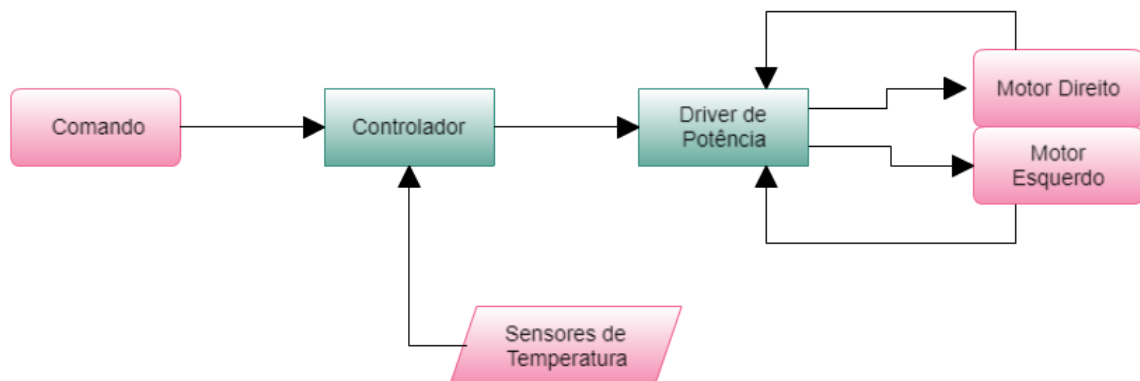 Comando
Controlador
Driver de
Potência
Motor Direito
Motor
Esquerdo
Sensores de
Temperatura